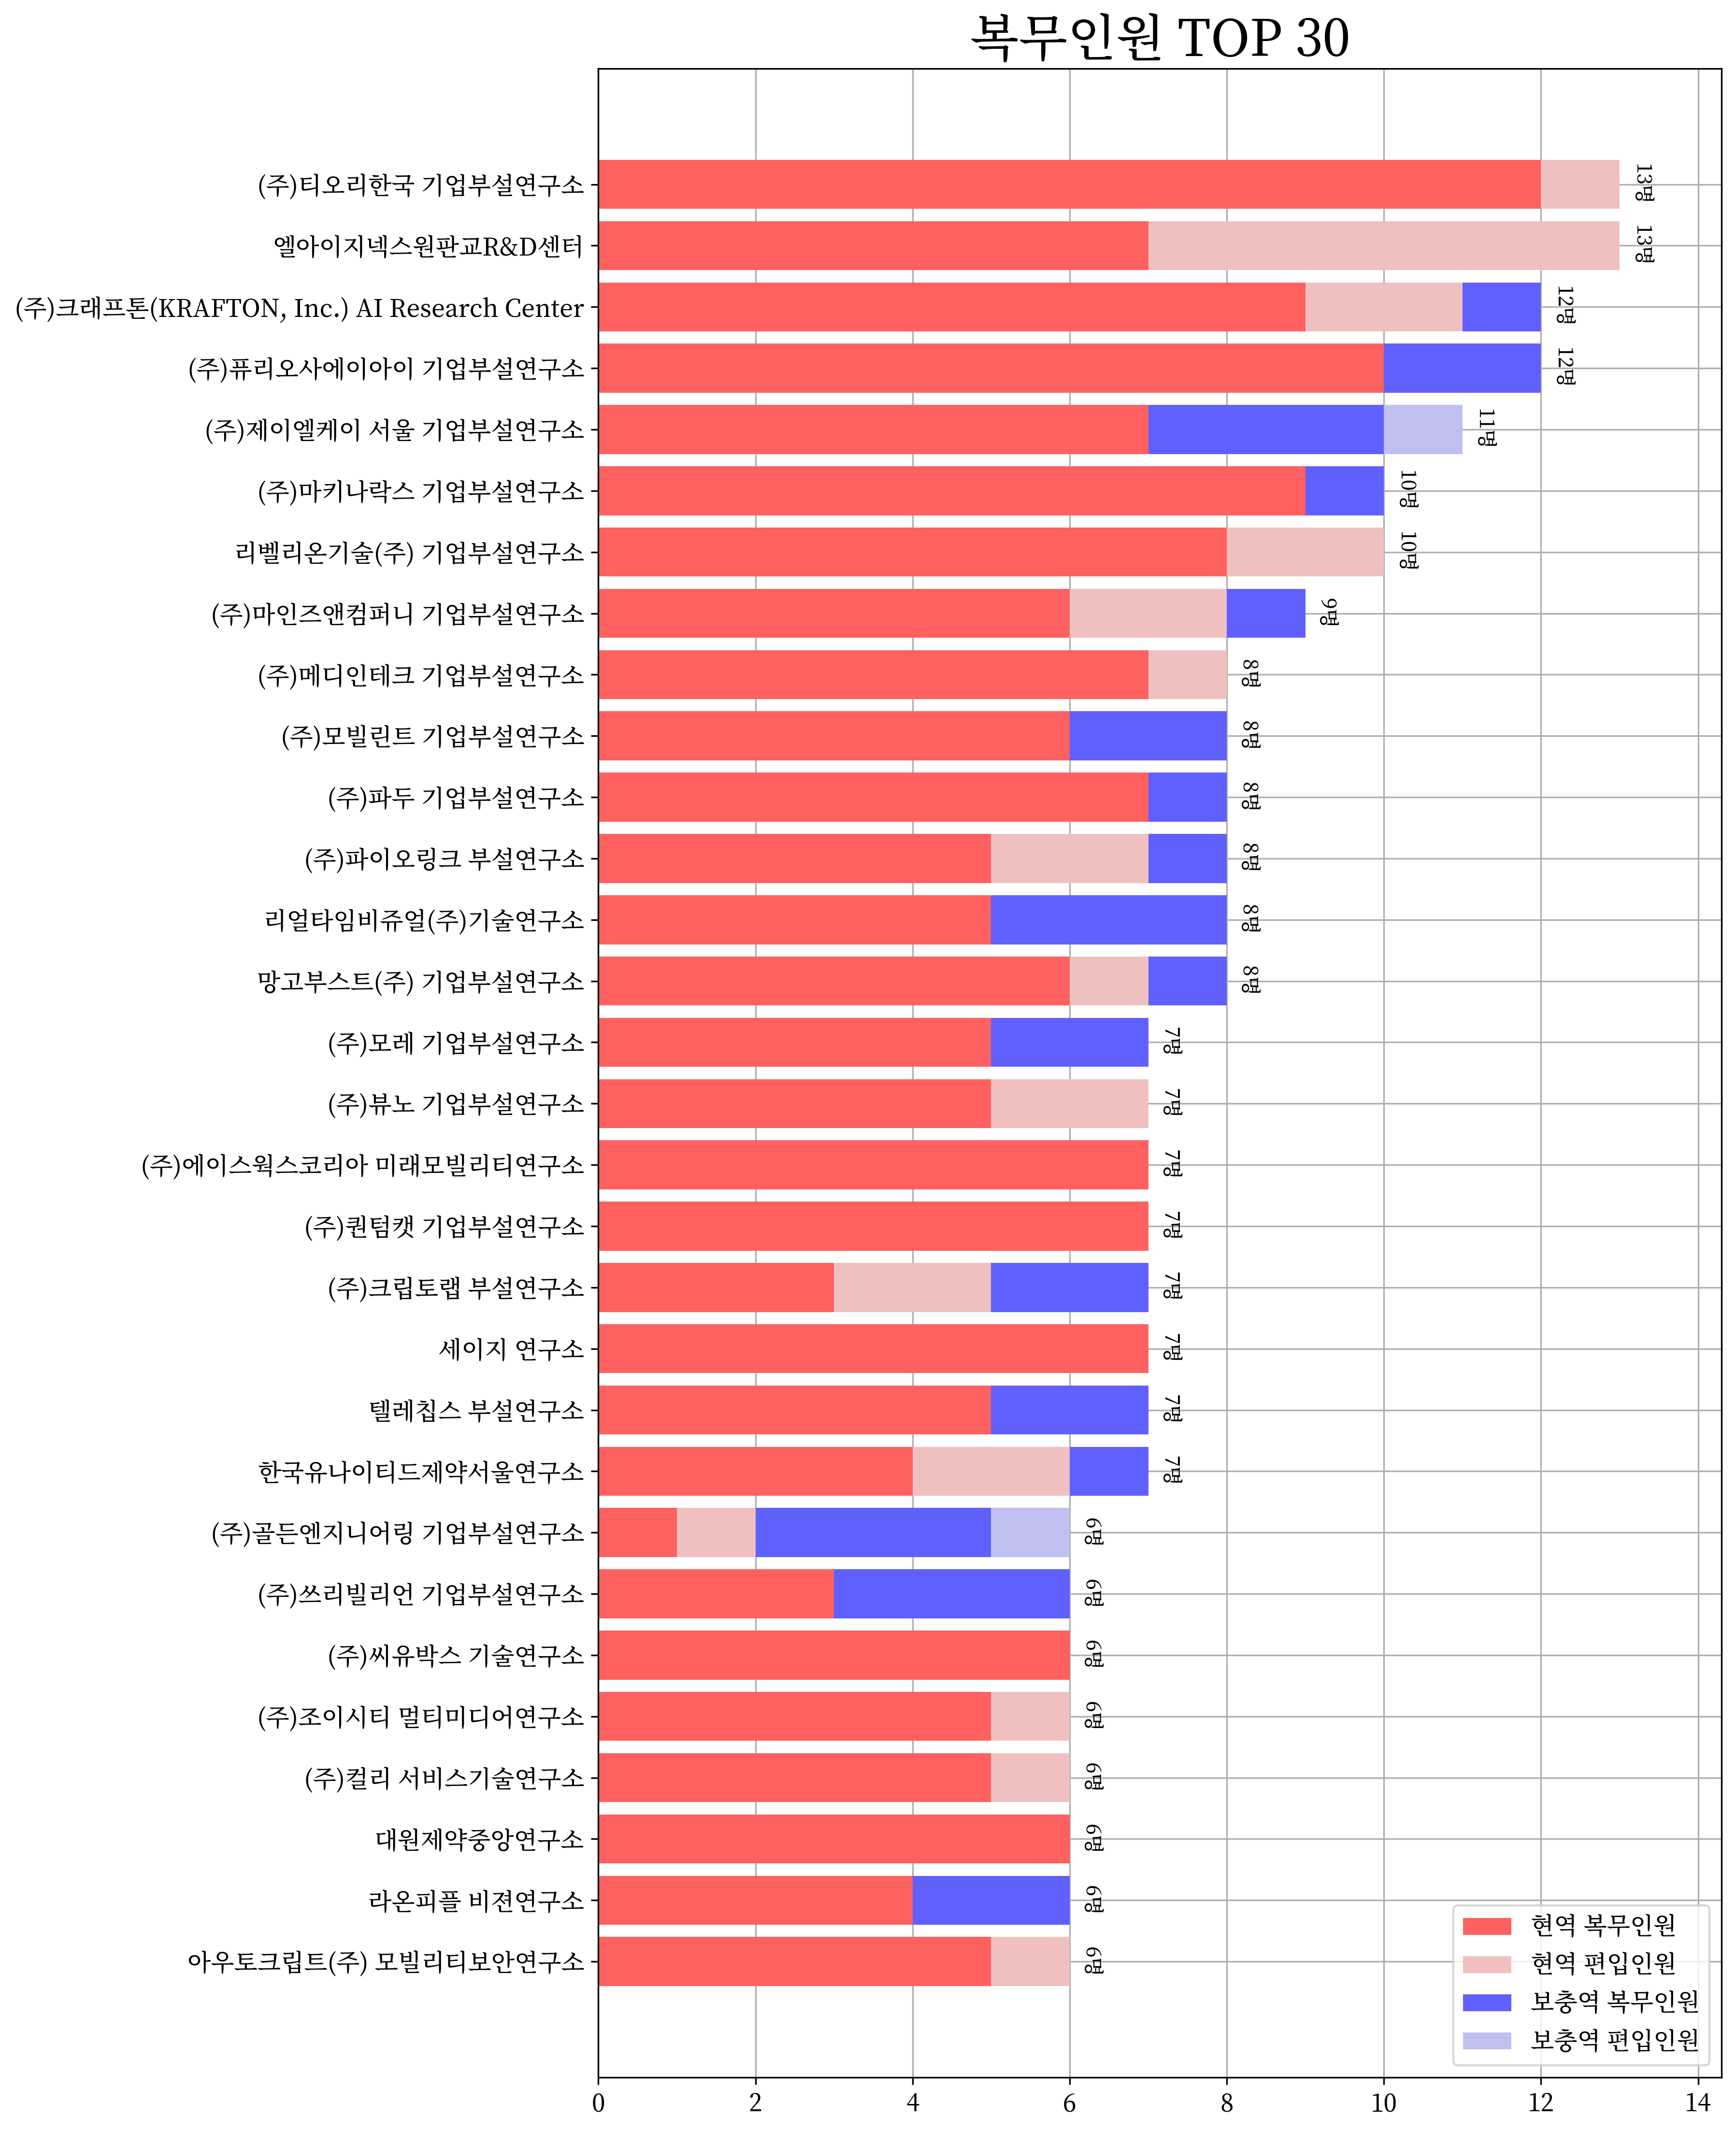 복무인원 TOP 30
(주)티오리한국 기업부설연구소
13명
엘아이지넥스원판교R&D센터
13명
(주)크래프톤(KRAFTON, Inc.) AI Research Center
12명
(주)퓨리오사에이아이 기업부설연구소
12명
(주)제이엘케이 서울 기업부설연구소
11명
(주)마키나락스 기업부설연구소
10명
리벨리온기술(주) 기업부설연구소
10명
(주)마인즈앤컴퍼니 기업부설연구소
9명
(주)메디인테크 기업부설연구소
8명
(주)모빌린트 기업부설연구소
8명
(주)파두 기업부설연구소
8명
(주)파이오링크 부설연구소
8명
리얼타임비쥬얼(주)기술연구소
8명
망고부스트(주) 기업부설연구소
8명
(주)모레 기업부설연구소
7명
(주)뷰노 기업부설연구소
7명
(주)에이스웍스코리아 미래모빌리티연구소
7명
(주)퀀텀캣 기업부설연구소
7명
(주)크립토랩 부설연구소
7명
세이지 연구소
7명
텔레칩스 부설연구소
7명
한국유나이티드제약서울연구소
7명
(주)골든엔지니어링 기업부설연구소
6명
(주)쓰리빌리언 기업부설연구소
6명
(주)씨유박스 기술연구소
6명
(주)조이시티 멀티미디어연구소
6명
(주)컬리 서비스기술연구소
6명
대원제약중앙연구소
6명
라온피플 비젼연구소
6명
아우토크립트(주) 모빌리티보안연구소
6명
현역 복무인원
현역 편입인원
보충역 복무인원
보충역 편입인원
0 2 4 6 8 10 12 14